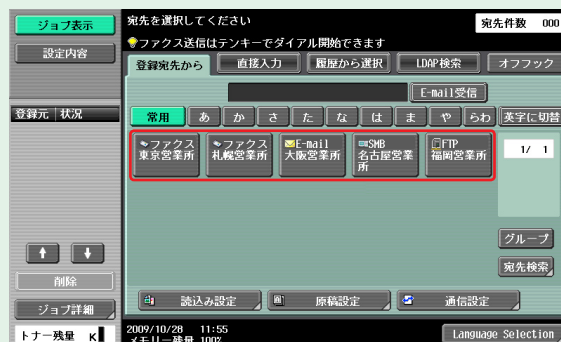 ジョブ表示
設定内容
登録元 状況
削除
ジョブ詳細
トナー残量 K
宛先を選択してください
宛先件数 000
ファクス送信はテンキーでダイアル開始できます
登録宛先から 直接入力 履歴から選択 LDAP検索 オフフック
E-mail受信
常用 あ か さ た な は ま や らわ 英字に切替
ファクス ファクス E-mail SMB FTP
東京営業所 札幌営業所 大阪営業所 名古屋営業 福岡営業所
所
1/ 1
グループ
宛先検索
読込み設定 原稿設定 通信設定
2009/10/28 11:55
メモリー残量 100%
Language Selection